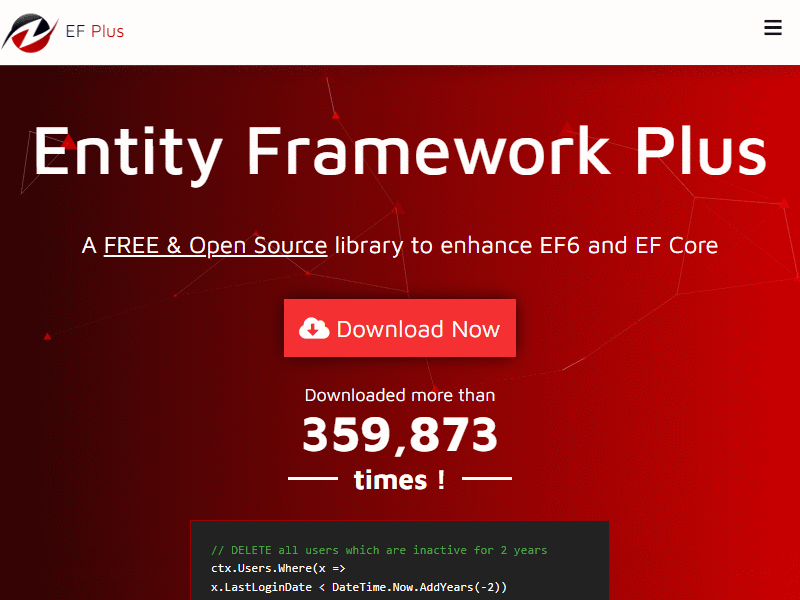 EF Plus
Entity Framework Plus
A FREE & Open Source library to enhance EF6 and EF Core
Download Now
Downloaded more than
359,873
times !
// DELETE all users which are inactive for 2 years
ctx.Users.Where(x =>
x.LastLoginDate < DateTime.Now.AddYears(-2))